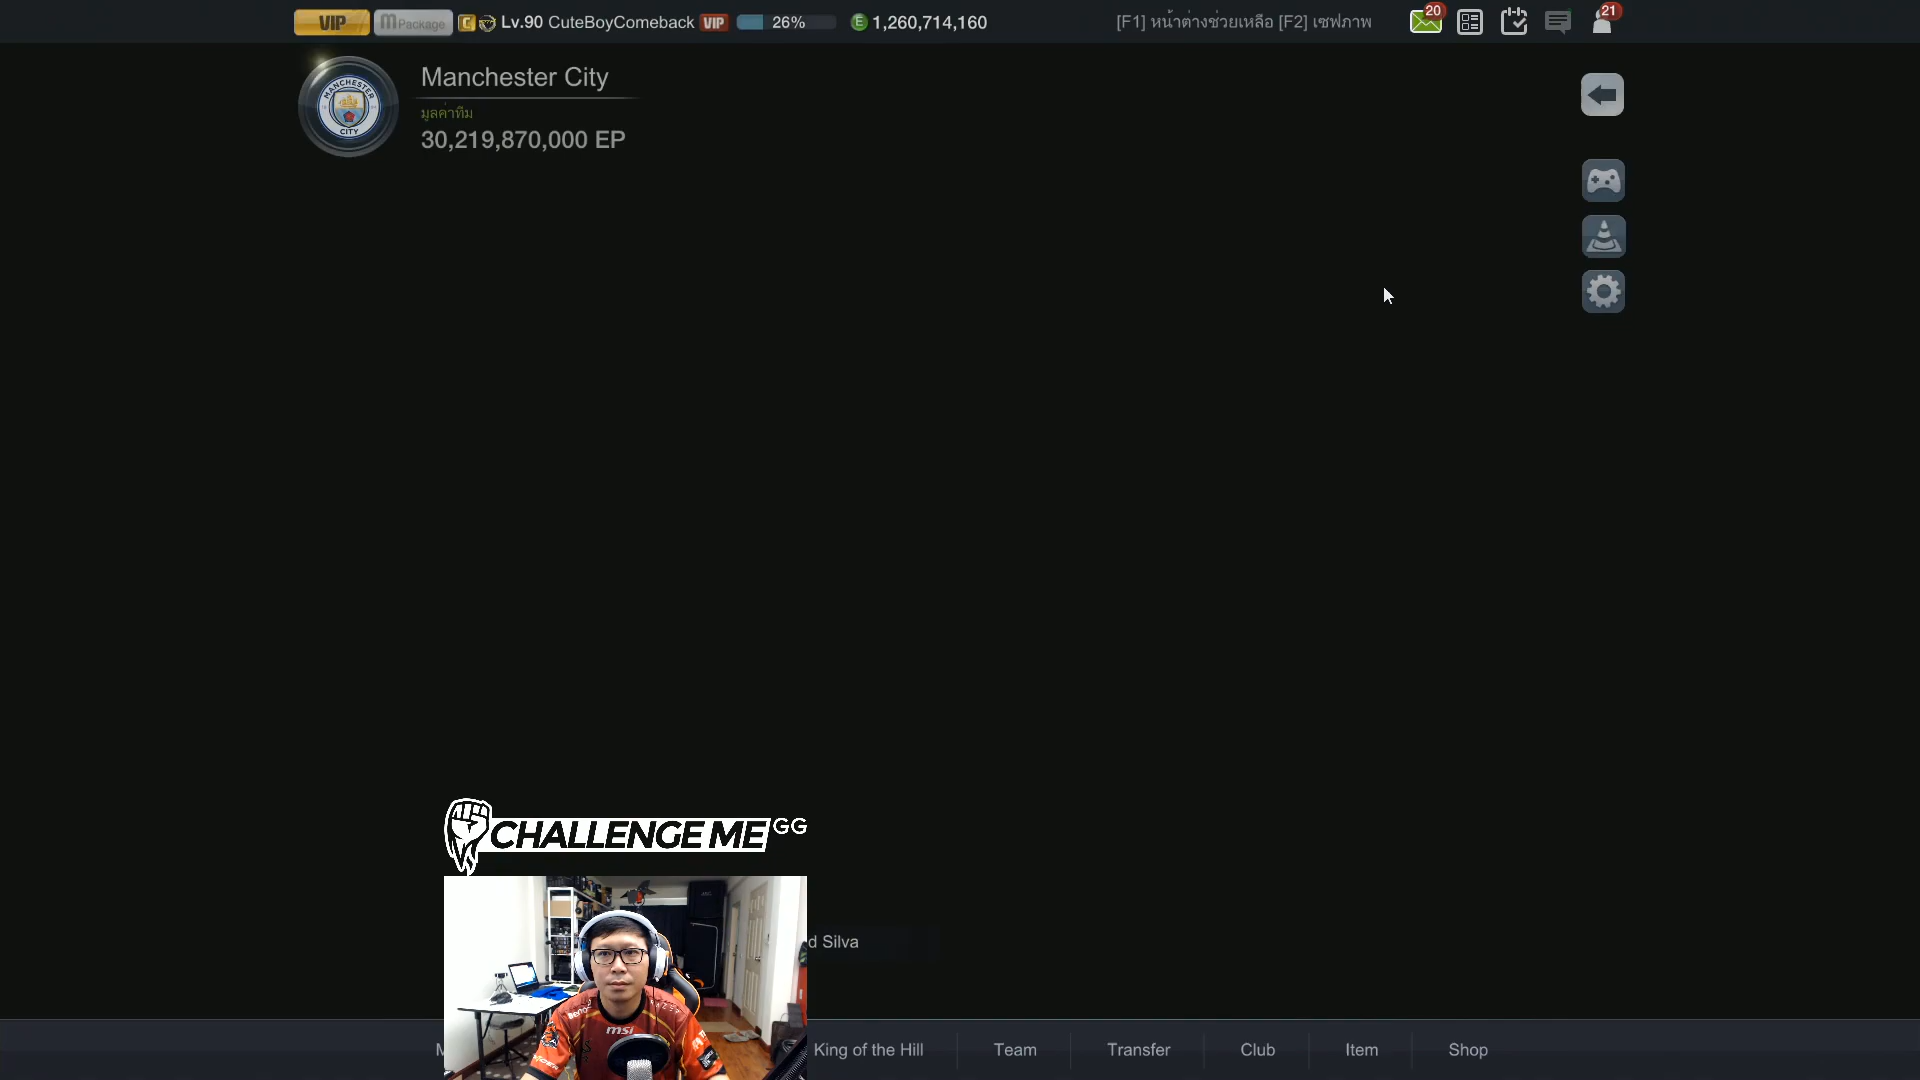 VIP
m Package
C Lv.90 CuteBoyComeback VIP 26% E 1,260,714,160
[F1] หน้าต่างช่วยเหลือ [F2] เซฟภาพ
20
21
MANCHESTER CITY
Manchester City
มูลค่าทีม
30,219,870,000 EP
CHALLENGE ME GG
d Silva
msi
King of the Hill
Team
Transfer
Club
Item
Shop